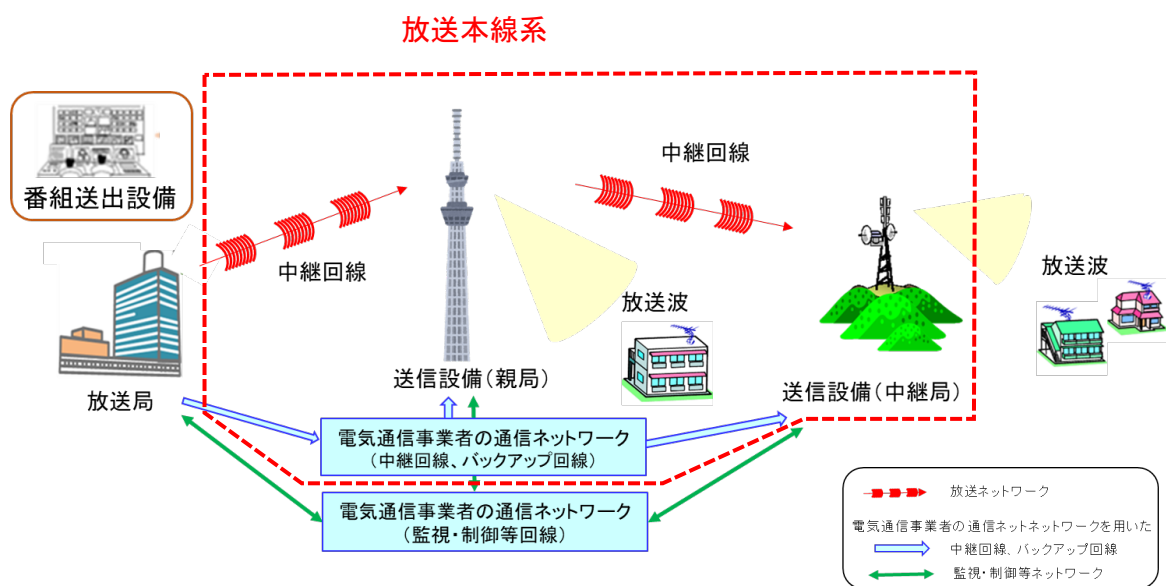 放送本線系
番組送出設備
中継回線
中継回線
放送波
放送波
放送局
送信設備（親局）
送信設備（中継局）
電気通信事業者の通信ネットワーク
（中継回線、バックアップ回線）
電気通信事業者の通信ネットワーク
（監視・制御等回線）
放送ネットワーク
電気通信事業者の通信ネットネットワークを用いた
中継回線、バックアップ回線
監視・制御等ネットワーク